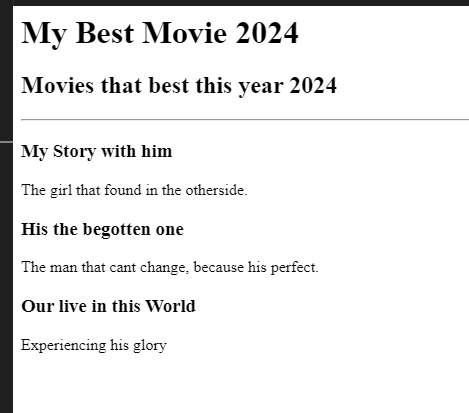 My Best Movie 2024
Movies that best this year 2024
My Story with him
The girl that found in the otherside.
His the begotten one
The man that cant change, because his perfect.
Our live in this World
Experiencing his glory